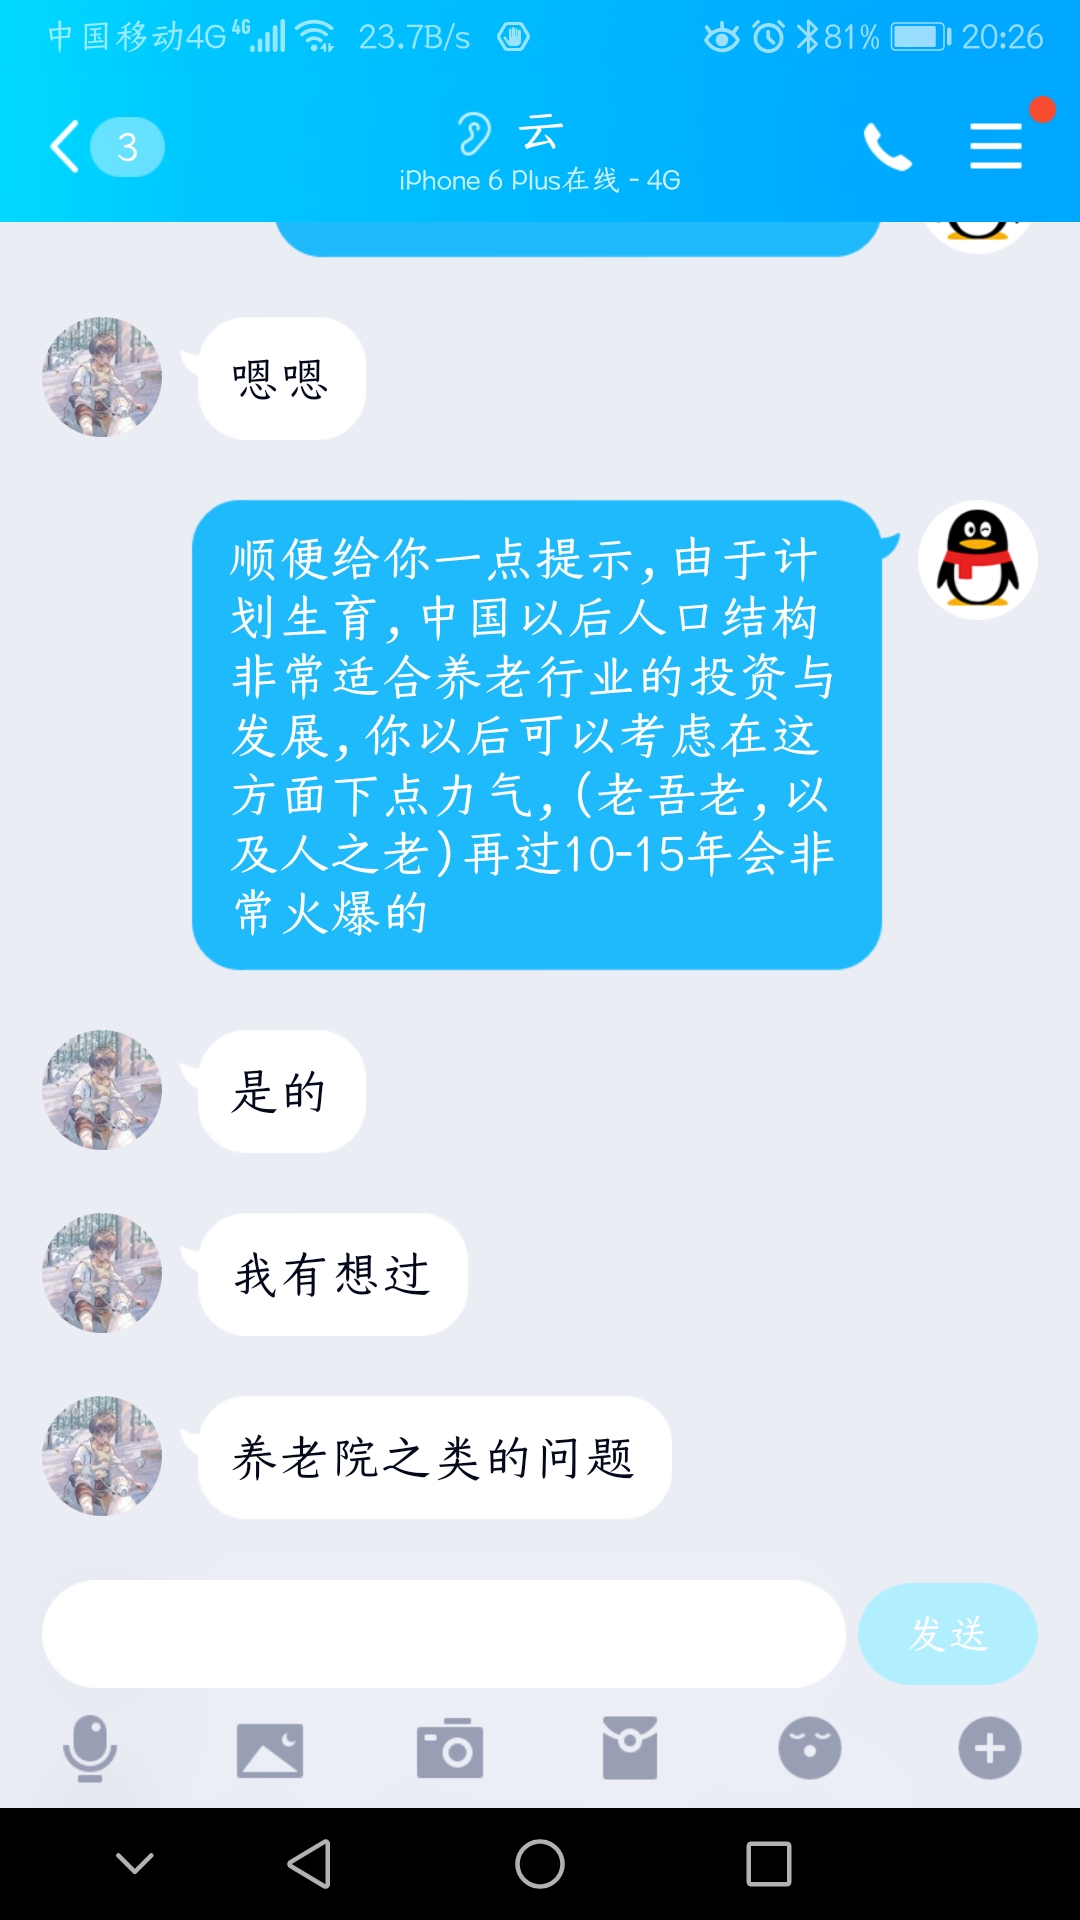 中国移动4G 4G 23.7B/s 81% 20:26
3 云
iPhone 6 Plus在线 - 4G
嗯嗯
顺便给你一点提示,由于计
划生育,中国以后人口结构
非常适合养老行业的投资与
发展,你以后可以考虑在这
方面下点力气,(老吾老,以
及人之老)再过10-15年会非
常火爆的
是的
我有想过
养老院之类的问题
发送